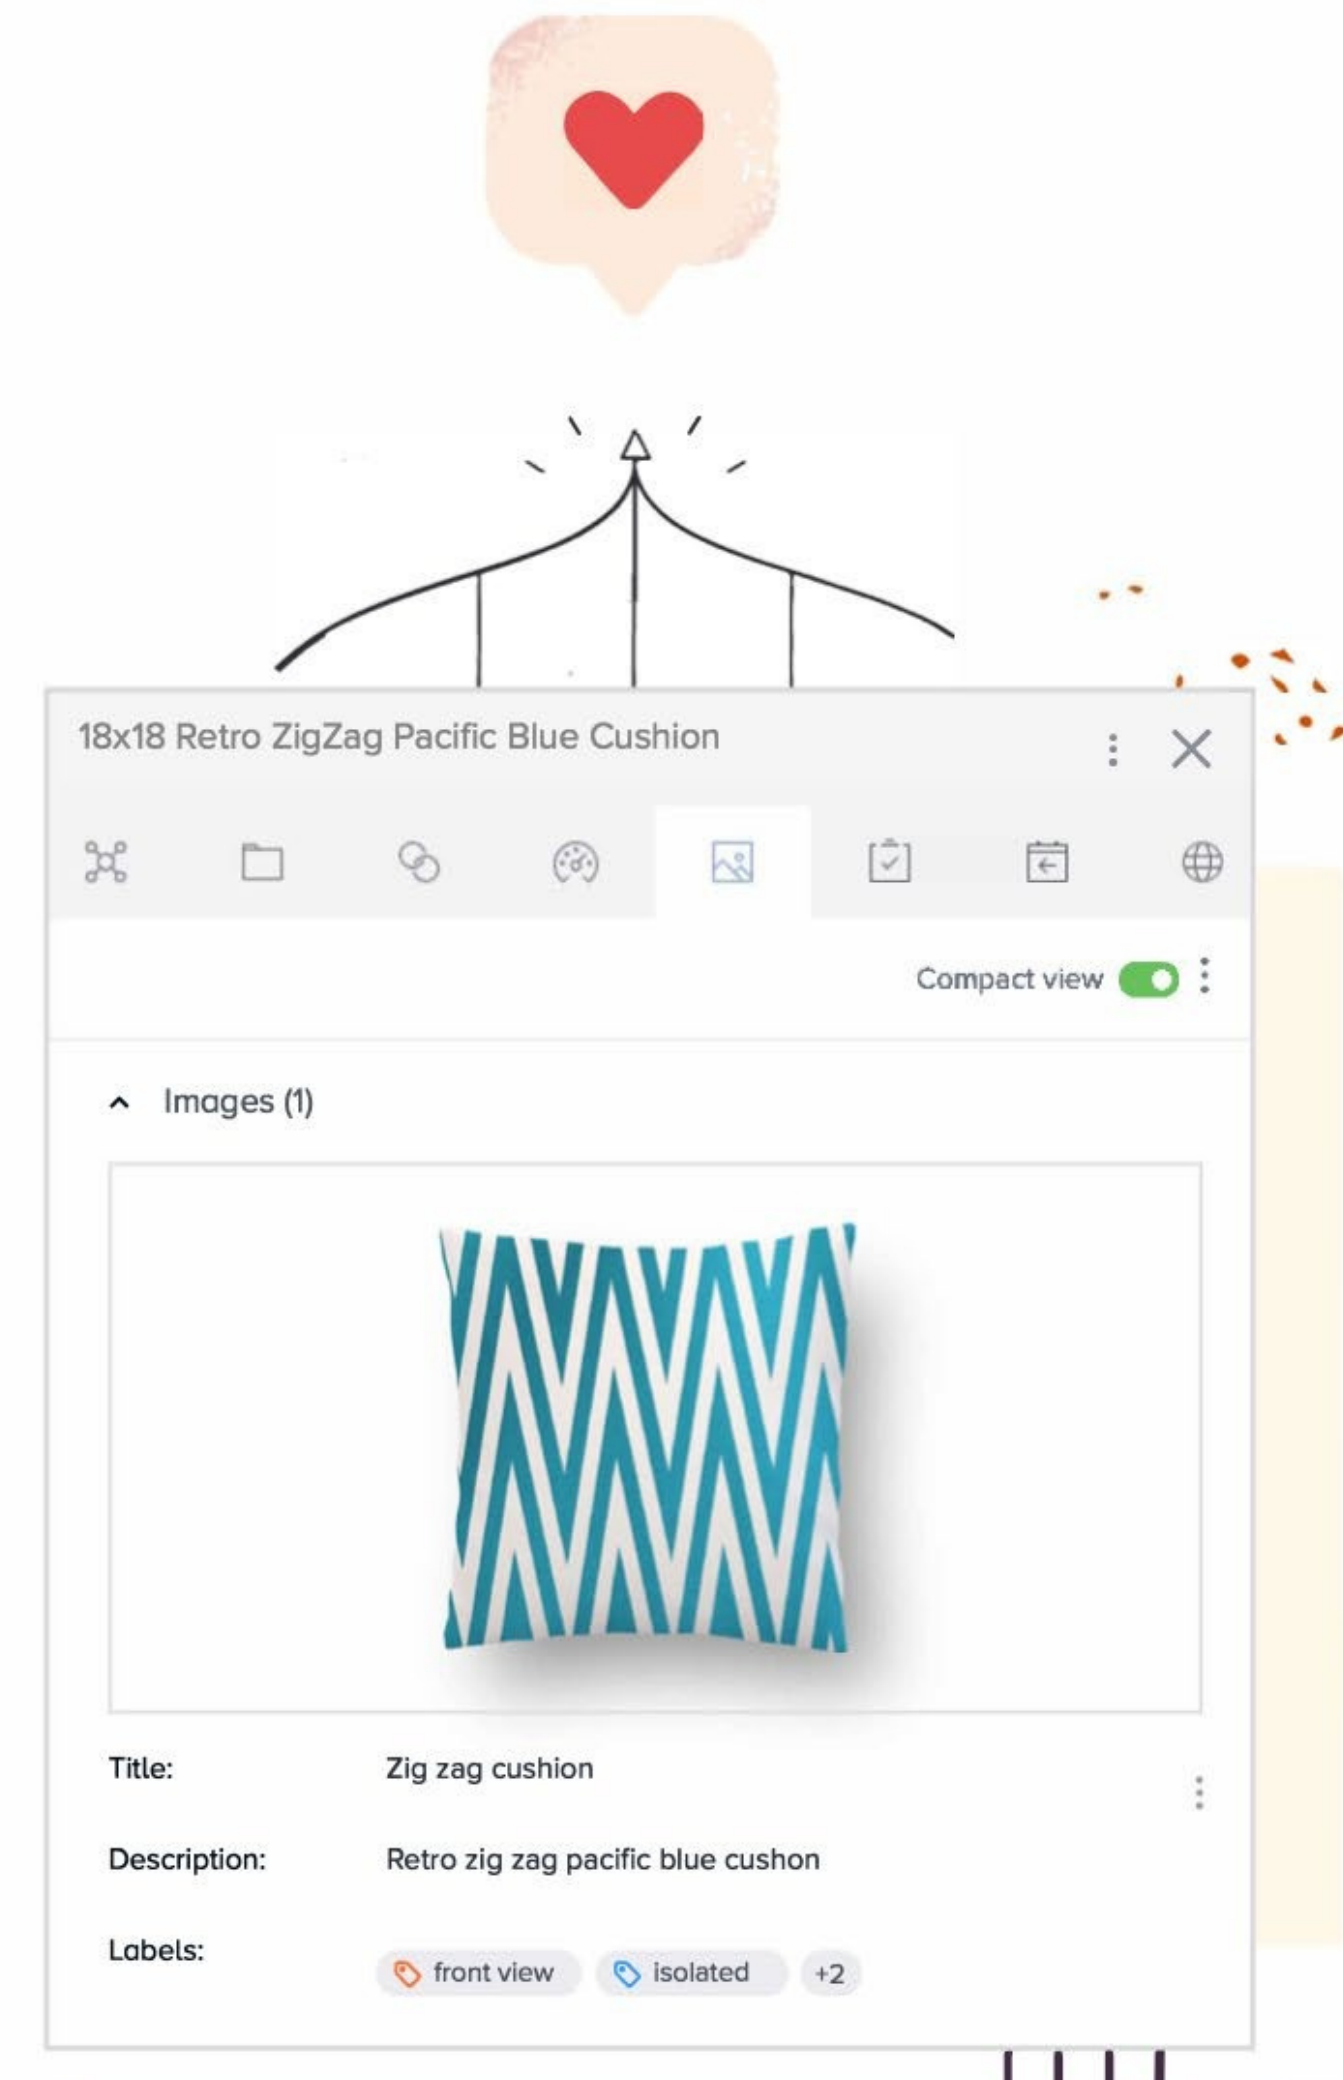 18x18 Retro ZigZag Pacific Blue Cushion
Compact view
Images (1)
Title: Zig zag cushion
Description: Retro zig zag pacific blue cushon
Labels: front view isolated +2